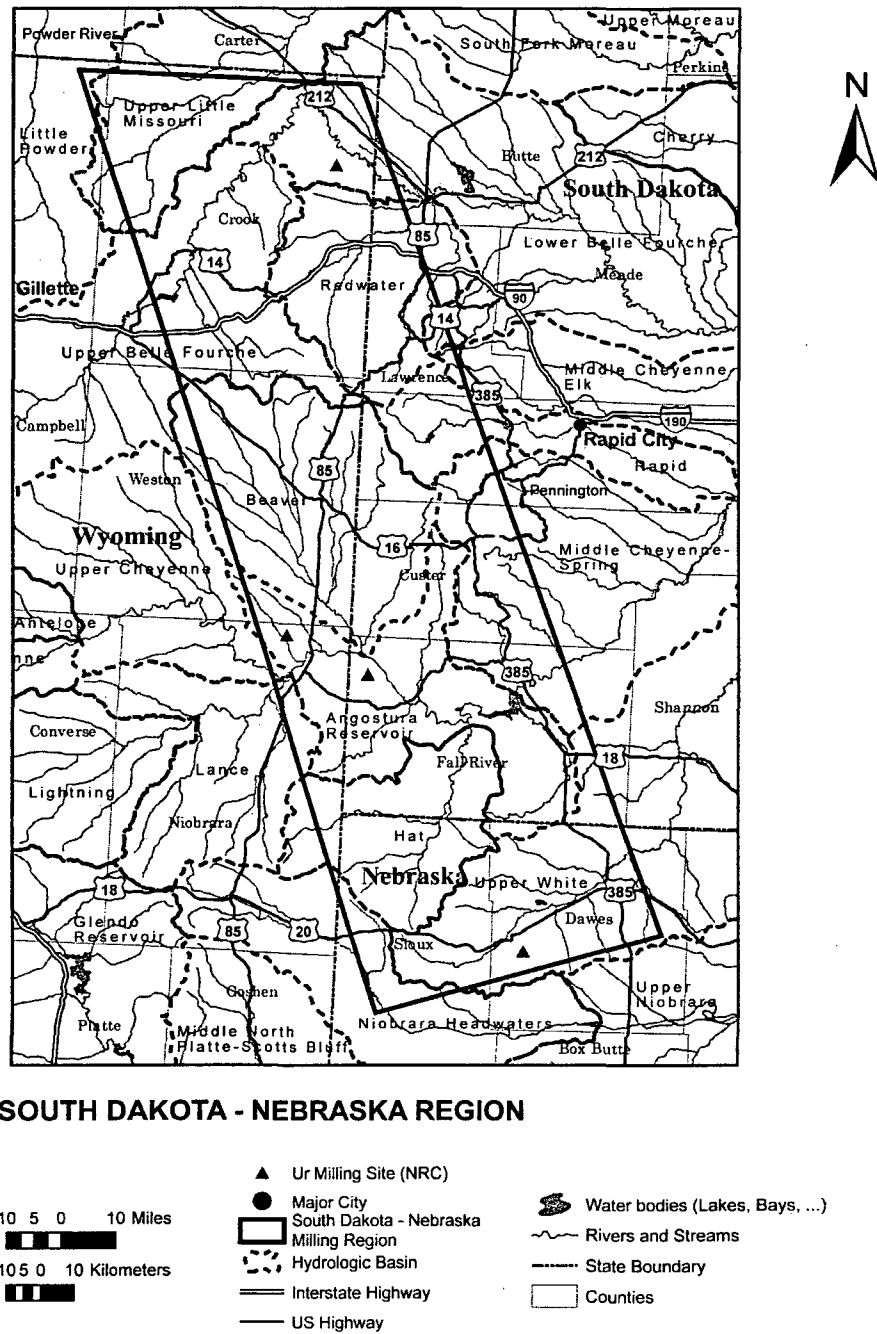 Powder River
Carter
Upper Moreau
South Fork Moreau
Perkins
N
212
Upper Little
Missouri
Little
Powder
Cherry
Butte
212
South Dakota
Crook
85
Lower Belle Fourche
14
Meade
Gillette
Redwater
90
14
Upper Belle Fourche
Middle Cheyenne
Elk
Lawrence
385
190
Campbell
Rapid City
Rapid
85
Weston
Beaver
Pennington
Wyoming
16
Middle Cheyenne-
Spring
Upper Cheyenne
Custer
Antelope
nne
385
Shannon
Angostura
Reservoir
Converse
Fall River
18
Lance
Lightning
Niobrara
Hat
Nebraska
Upper White
385
18
Dawes
Glendo
Reservoir
85
20
Sioux
Goshen
Upper
Niobrara
Platte
Middle North
Platte-Scotts Bluff
Niobrara Headwaters
Box Butte
SOUTH DAKOTA - NEBRASKA REGION
Ur Milling Site (NRC)
Major City
South Dakota - Nebraska
Milling Region
Hydrologic Basin
Interstate Highway
US Highway
Water bodies (Lakes, Bays, ...)
Rivers and Streams
State Boundary
Counties
10 5 0 10 Miles
10 5 0 10 Kilometers